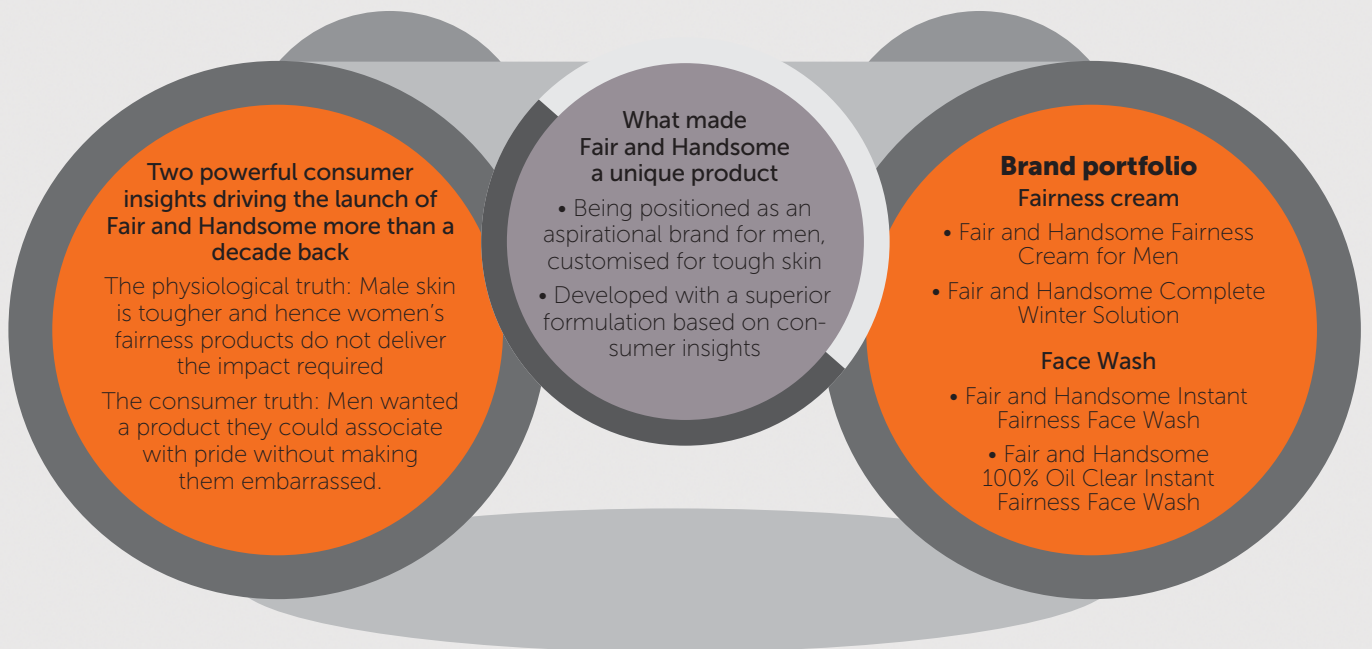 Two powerful consumer
insights driving the launch of
Fair and Handsome more than a
decade back
The physiological truth: Male skin
is tougher and hence women’s
fairness products do not deliver
the impact required
The consumer truth: Men wanted
a product they could associate
with pride without making
them embarrassed.
What made
Fair and Handsome
a unique product
• Being positioned as an
aspirational brand for men,
customised for tough skin
• Developed with a superior
formulation based on con-
sumer insights
Brand portfolio
Fairness cream
• Fair and Handsome Fairness
Cream for Men
• Fair and Handsome Complete
Winter Solution
Face Wash
• Fair and Handsome Instant
Fairness Face Wash
• Fair and Handsome
100% Oil Clear Instant
Fairness Face Wash